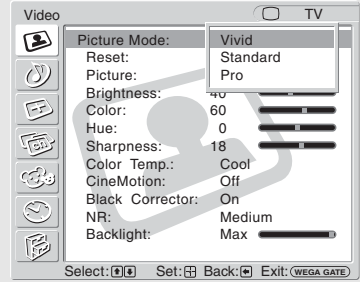 Video TV
Picture Mode: Vivid
Reset: Standard
Picture: Pro
Brightness: 40
Color: 60
Hue: 0
Sharpness: 18
Color Temp.: Cool
CineMotion: Off
Black Corrector: On
NR: Medium
Backlight: Max
Select: Set: Back: Exit: WEGA GATE